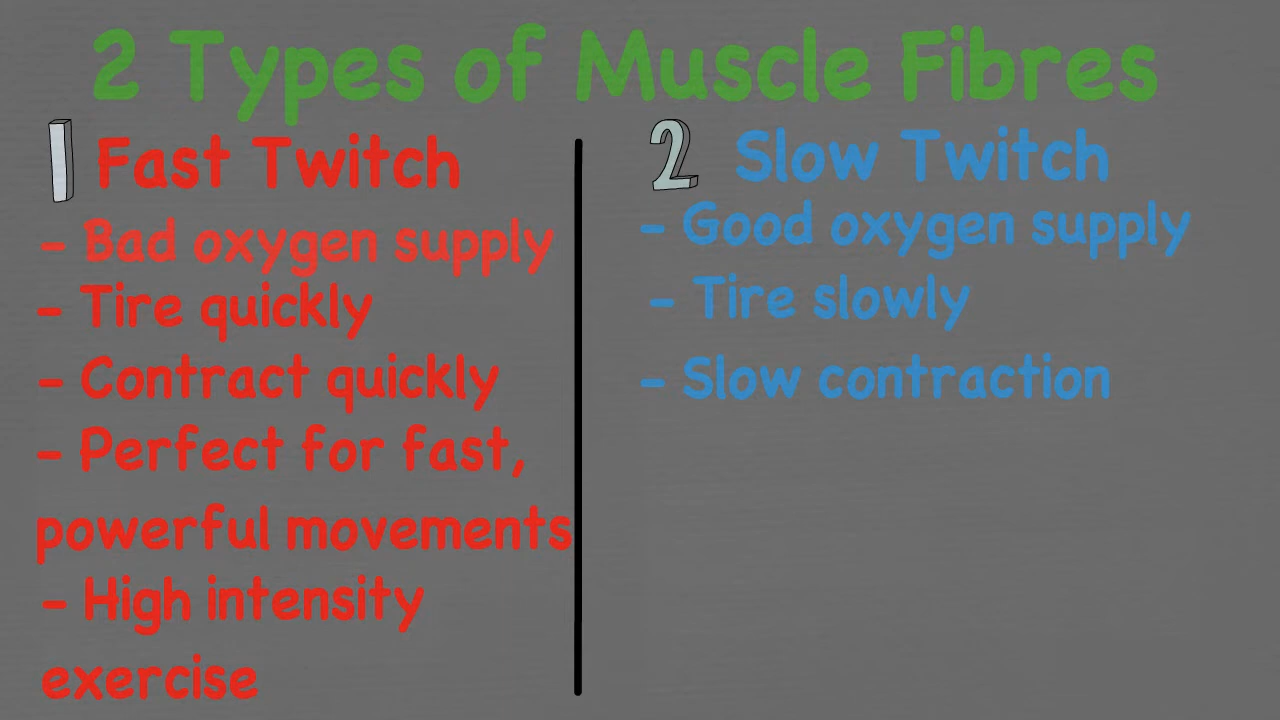 2 Types of Muscle Fibres
1 Fast Twitch
- Bad oxygen supply
- Tire quickly
- Contract quickly
- Perfect for fast,
powerful movements
- High intensity
exercise
2 Slow Twitch
- Good oxygen supply
- Tire slowly
- Slow contraction